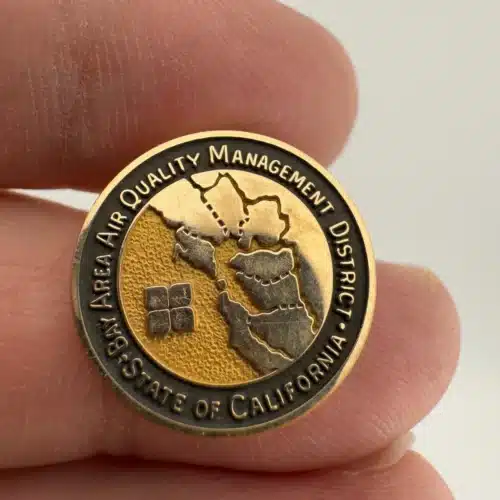 BAY AREA AIR QUALITY MANAGEMENT DISTRICT
STATE OF CALIFORNIA